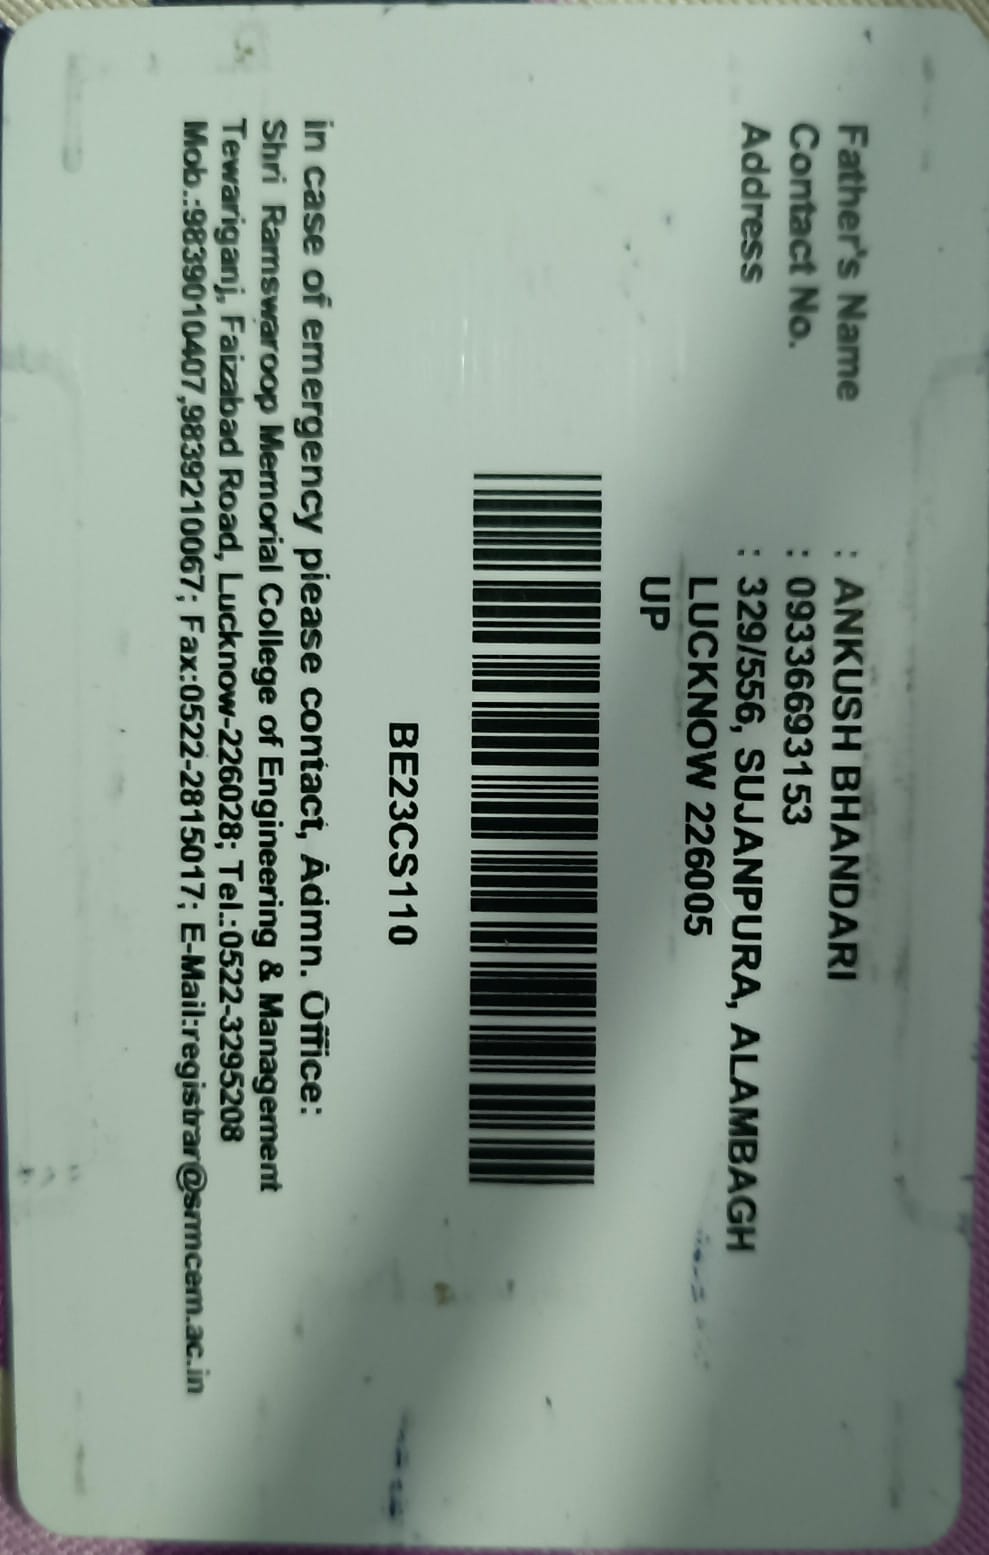 Father's Name : ANKUSH BHANDARI
Contact No. : 09336693153
Address : 329/556, SUJANPURA, ALAMBAGH
LUCKNOW 226005
UP
BE23CS110
In case of emergency please contact, Admn. Office:
Shri Ramswaroop Memorial College of Engineering & Management
Tewariganj, Faizabad Road, Lucknow-226028; Tel.:0522-3295208
Mob.:9839010407,9839210067; Fax:0522-2815017; E-Mail:registrar@srmcem.ac.in